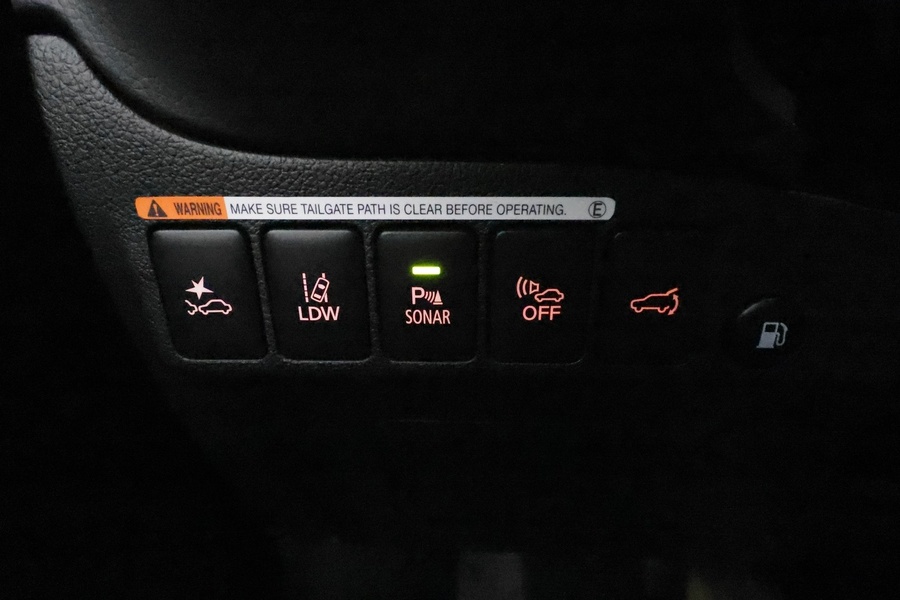 WARNING MAKE SURE TAILGATE PATH IS CLEAR BEFORE OPERATING. E
LDW
P
SONAR
OFF